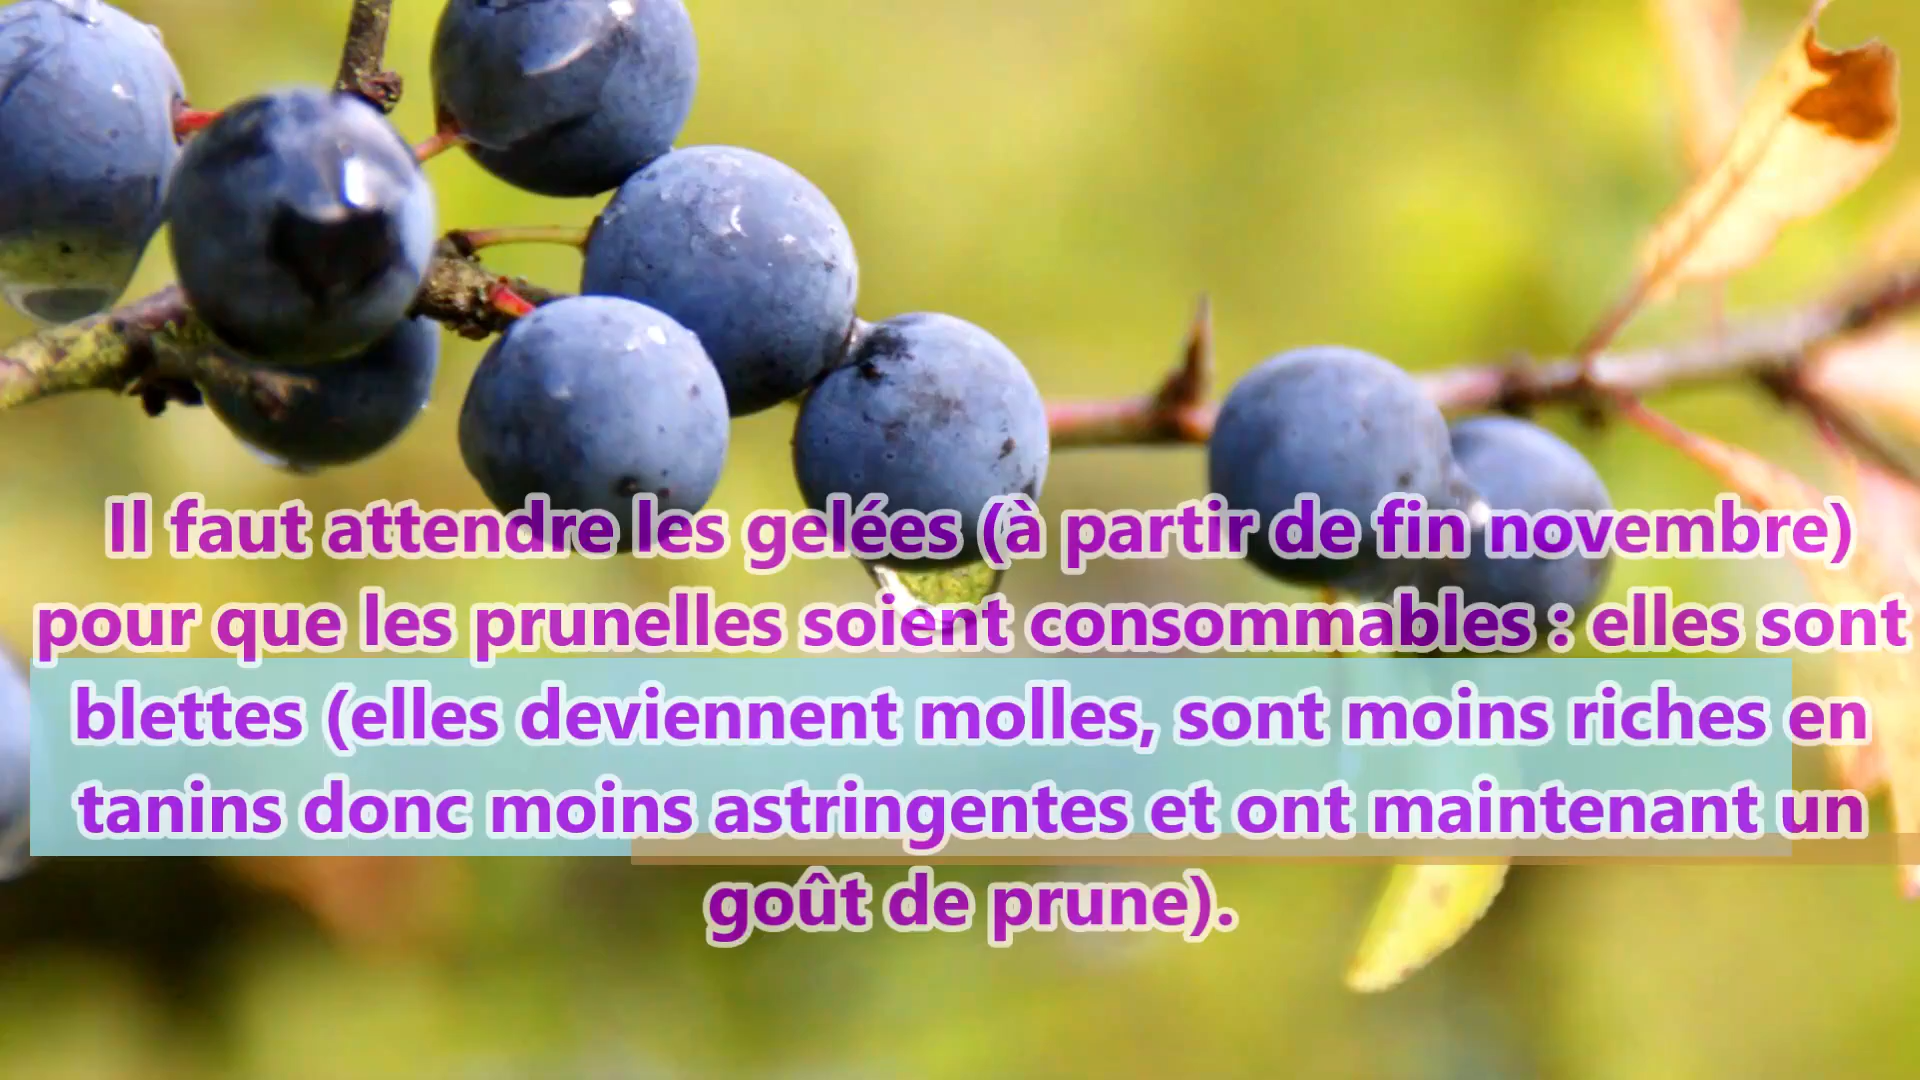 Il faut attendre les gelées (à partir de fin novembre)
pour que les prunelles soient consommables : elles sont
blettes (elles deviennent molles, sont moins riches en
tanins donc moins astringentes et ont maintenant un
goût de prune).